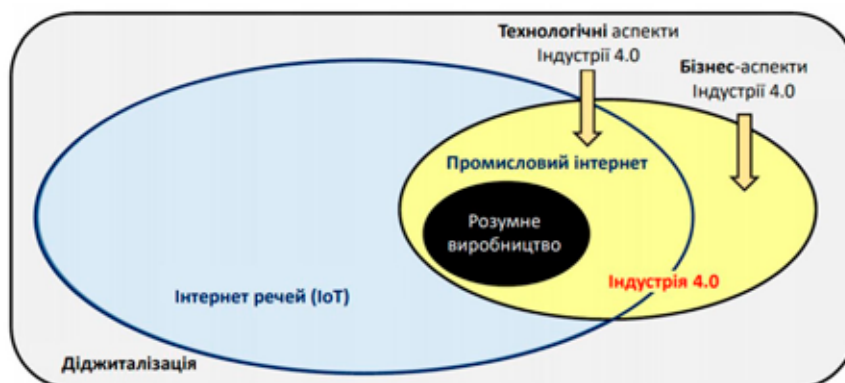 Технологічні аспекти
Індустрії 4.0
Бізнес-аспекти
Індустрії 4.0
Промисловий інтернет
Розумне
виробництво
Індустрія 4.0
Інтернет речей (IoT)
Діджиталізація